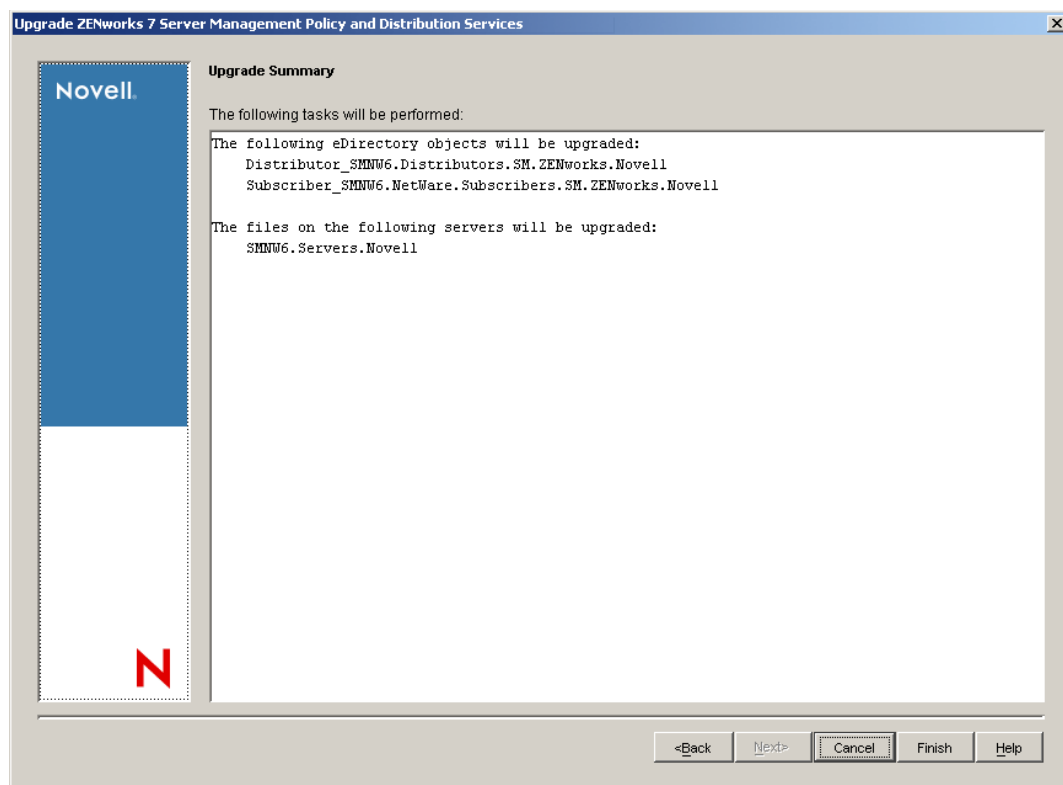 Upgrade ZENworks 7 Server Management Policy and Distribution Services
Novell.
Upgrade Summary
The following tasks will be performed:
The following eDirectory objects will be upgraded:
Distributor_SMNW6.Distributors.SM.ZENworks.Novell
Subscriber_SMNW6.NetWare.Subscribers.SM.ZENworks.Novell
The files on the following servers will be upgraded:
SMNW6.Servers.Novell
N
<Back Next> Cancel Finish Help